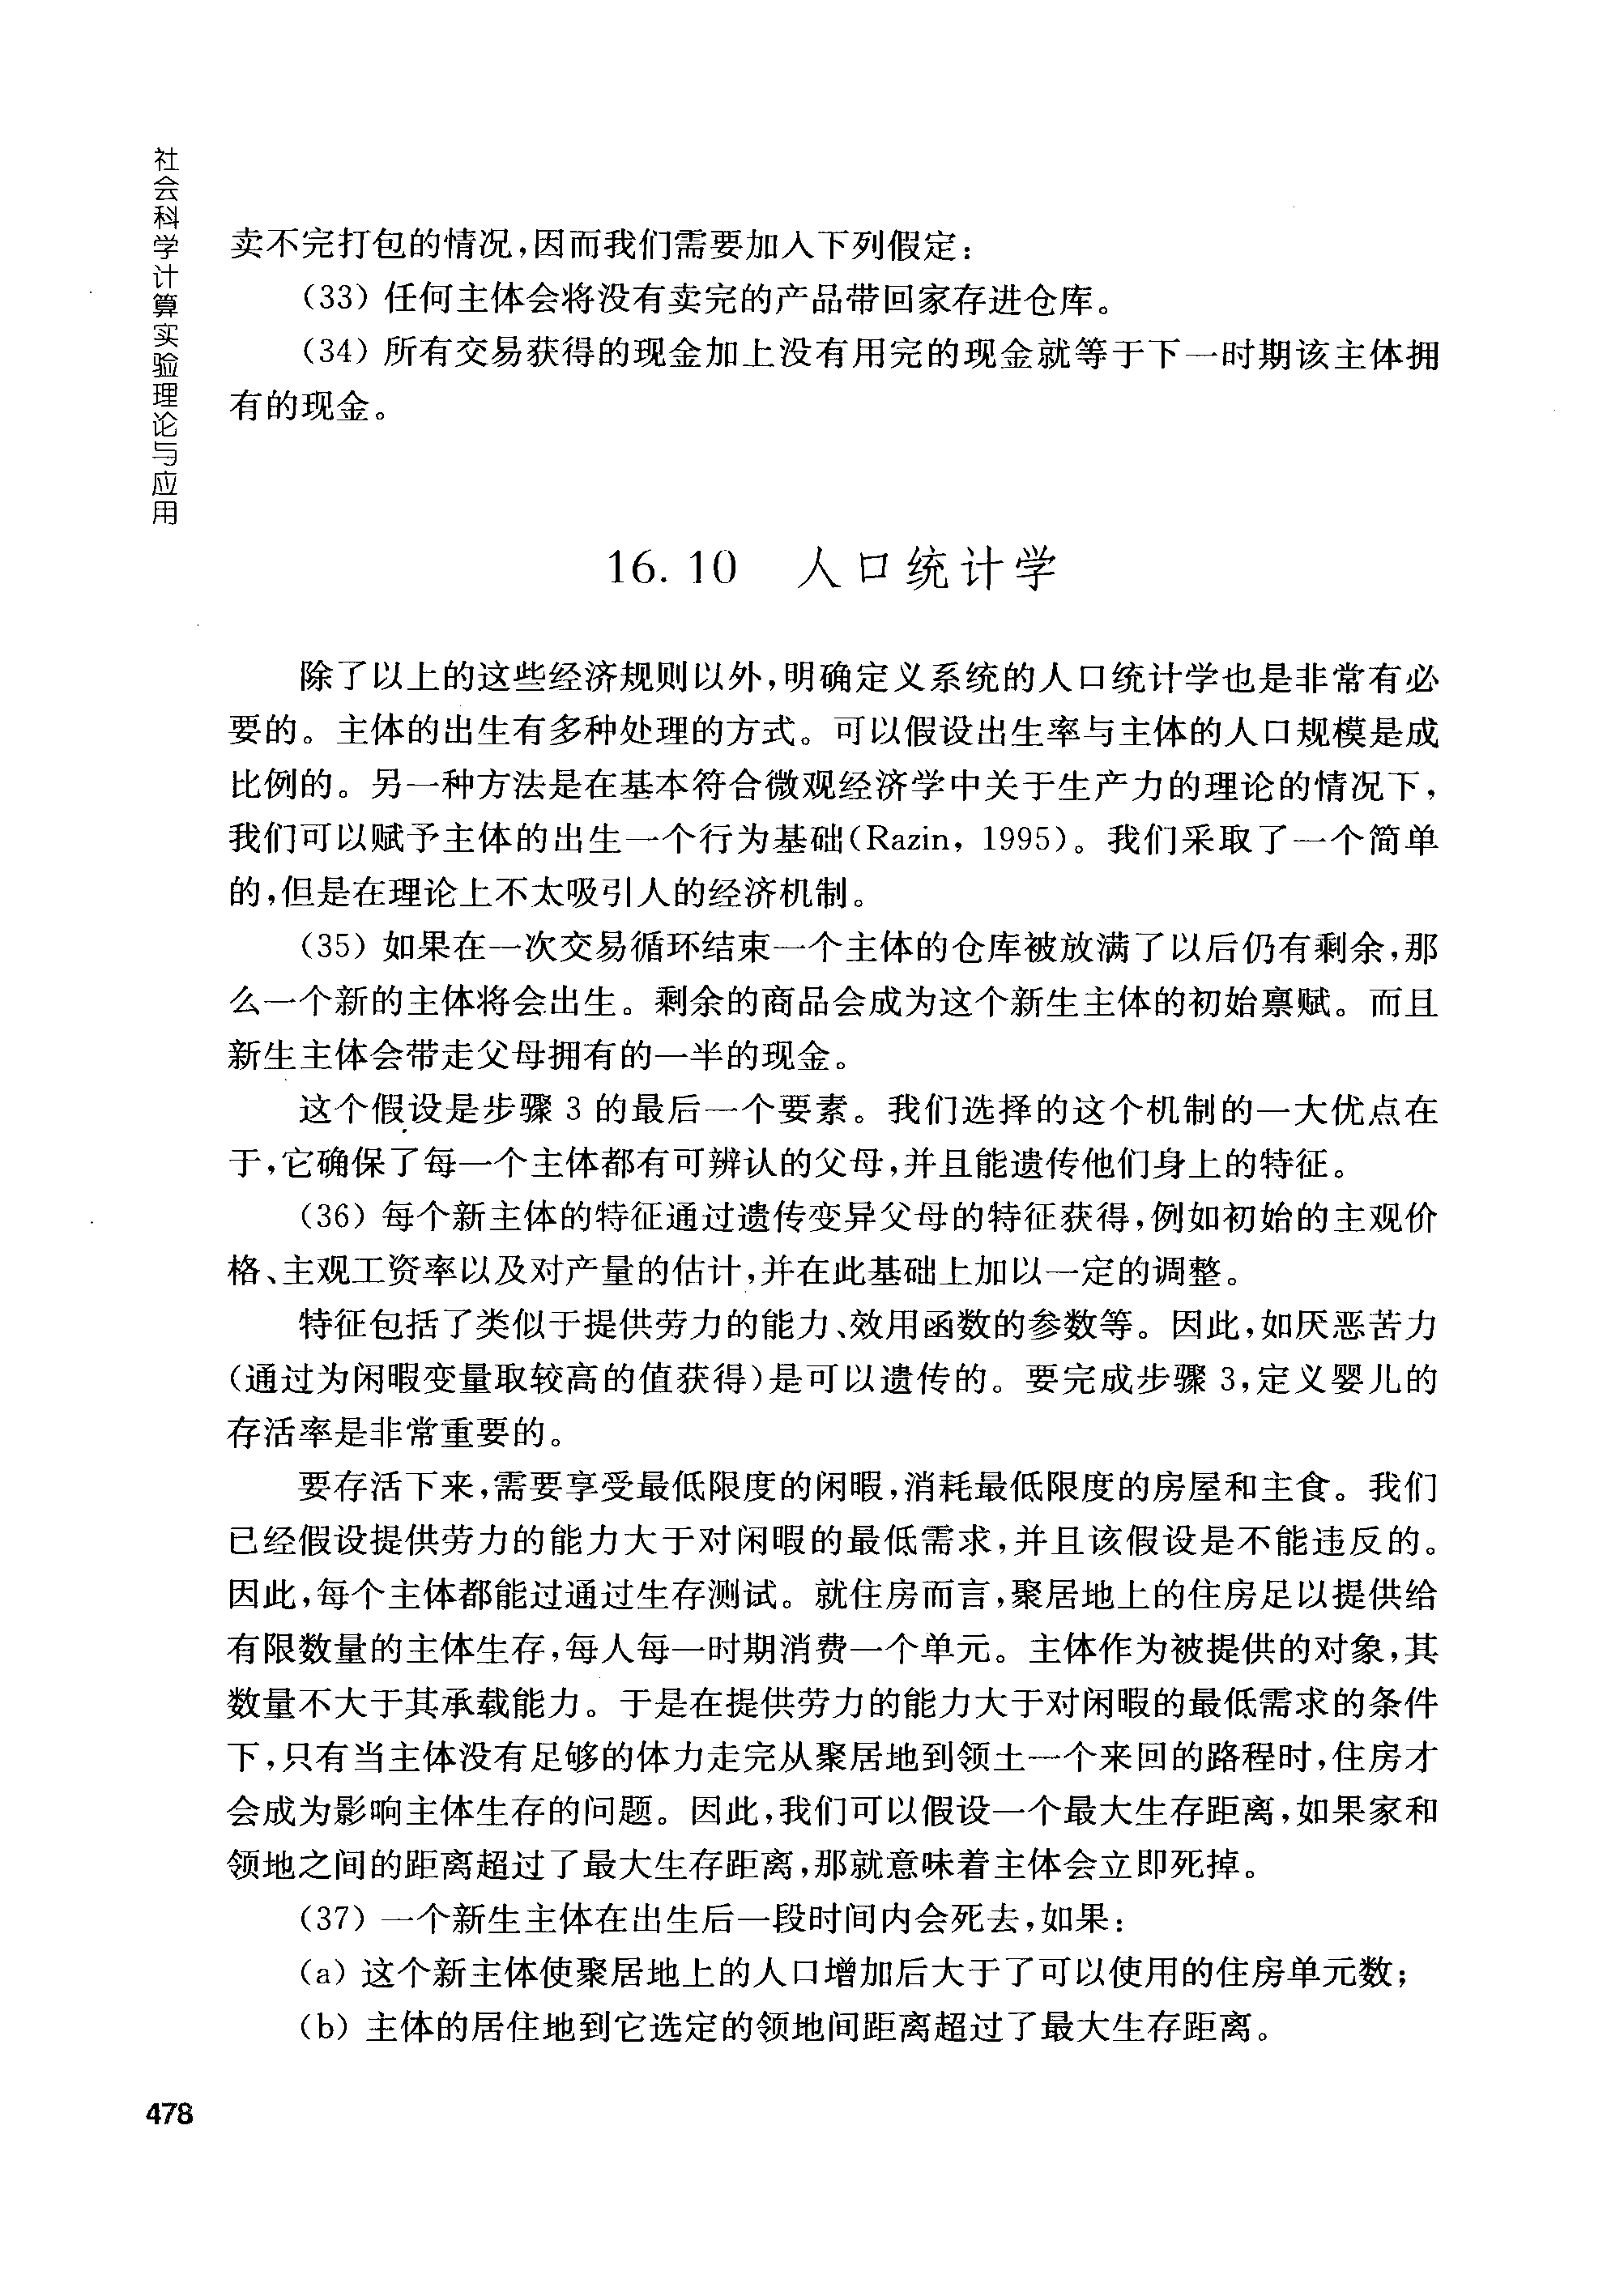 社会科学计算实验理论与应用
卖不完打包的情况,因而我们需要加入下列假定:
(33) 任何主体会将没有卖完的产品带回家存进仓库。
(34) 所有交易获得的现金加上没有用完的现金就等于下一时期该主体拥
有的现金。
16.10 人口统计学
除了以上的这些经济规则以外,明确定义系统的人口统计学也是非常有必
要的。主体的出生有多种处理的方式。可以假设出生率与主体的人口规模是成
比例的。另一种方法是在基本符合微观经济学中关于生产力的理论的情况下,
我们可以赋予主体的出生一个行为基础(Razin, 1995)。我们采取了一个简单
的,但是在理论上不太吸引人的经济机制。
(35) 如果在一次交易循环结束一个主体的仓库被放满了以后仍有剩余,那
么一个新的主体将会出生。剩余的商品会成为这个新生主体的初始禀赋。而且
新生主体会带走父母拥有的一半的现金。
这个假设是步骤 3 的最后一个要素。我们选择的这个机制的一大优点在
于,它确保了每一个主体都有可辨认的父母,并且能遗传他们身上的特征。
(36) 每个新主体的特征通过遗传变异父母的特征获得,例如初始的主观价
格、主观工资率以及对产量的估计,并在此基础上加以一定的调整。
特征包括了类似于提供劳力的能力、效用函数的参数等。因此,如厌恶苦力
(通过为闲暇变量取较高的值获得)是可以遗传的。要完成步骤 3,定义婴儿的
存活率是非常重要的。
要存活下来,需要享受最低限度的闲暇,消耗最低限度的房屋和主食。我们
已经假设提供劳力的能力大于对闲暇的最低需求,并且该假设是不能违反的。
因此,每个主体都能过通过生存测试。就住房而言,聚居地上的住房足以提供给
有限数量的主体生存,每人每一时期消费一个单元。主体作为被提供的对象,其
数量不大于其承载能力。于是在提供劳力的能力大于对闲暇的最低需求的条件
下,只有当主体没有足够的体力走完从聚居地到领土一个来回的路程时,住房才
会成为影响主体生存的问题。因此,我们可以假设一个最大生存距离,如果家和
领地之间的距离超过了最大生存距离,那就意味着主体会立即死掉。
(37) 一个新生主体在出生后一段时间内会死去,如果:
(a) 这个新主体使聚居地上的人口增加后大于了可以使用的住房单元数;
(b) 主体的居住地到它选定的领地间距离超过了最大生存距离。
478